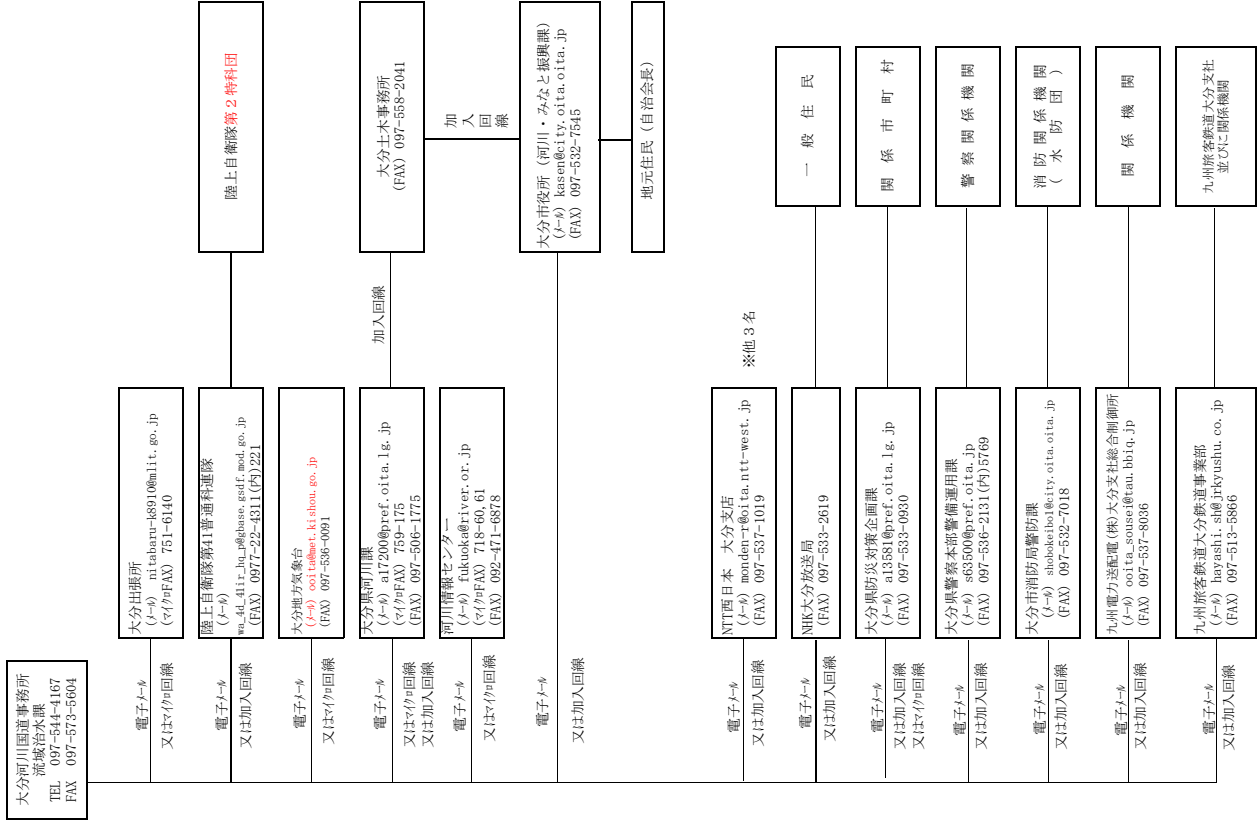 大分河川国道事務所
流域治水課
TEL 097-544-4167
FAX 097-573-5604
電子メール
又はマイクロ回線
大分出張所
(メール) nitabaru-k8910@mlit.go.jp
(マイクロFAX) 751-6140
電子メール
又は加入回線
陸上自衛隊第41普通科連隊
(メール)
wa_4d_41ir_hq_p@gbase.gsdf.mod.go.jp
(FAX) 0977-22-4311(内)221
陸上自衛隊第２特科団
電子メール
又はマイクロ回線
大分地方気象台
(メール) ooita@met.kishou.go.jp
(FAX) 097-536-0091
電子メール
又はマイクロ回線
又は加入回線
大分県河川課
(メール) a17200@pref.oita.lg.jp
(マイクロFAX) 759-175
(FAX) 097-506-1775
加入回線
大分土木事務所
(FAX) 097-558-2041
加入
回線
電子メール
又はマイクロ回線
河川情報センター
(メール) fukuoka@river.or.jp
(マイクロFAX) 718-60,61
(FAX) 092-471-6878
電子メール
又は加入回線
大分市役所（河川・みなと振興課）
(メール) kasen@city.oita.oita.jp
(FAX) 097-532-7545
地元住民（自治会長）
電子メール
又は加入回線
NTT西日本 大分支店
(メール) monden-r@oita.ntt-west.jp
(FAX) 097-537-1019
※他３名
電子メール
又は加入回線
NHK大分放送局
(FAX) 097-533-2619
一般住民
電子メール
又は加入回線
又はマイクロ回線
大分県防災対策企画課
(メール) a13581@pref.oita.lg.jp
(FAX) 097-533-0930
関係市町村
電子メール
又は加入回線
大分県警察本部警備運用課
(メール) s63500@pref.oita.jp
(FAX) 097-536-2131(内)5769
警察関係機関
電子メール
又は加入回線
大分市消防局警防課
(メール) shobokeibo1@city.oita.oita.jp
(FAX) 097-532-7018
消防関係機関
（水防団）
電子メール
又は加入回線
九州電力送配電(株)大分支社総合制御所
(メール) ooita_sousei@tau.bbiq.jp
(FAX) 097-537-8036
関係機関
電子メール
又は加入回線
九州旅客鉄道大分鉄道事業部
(メール) hayashi.sh@jrkyushu.co.jp
(FAX) 097-513-5866
九州旅客鉄道大分支社
並びに関係機関